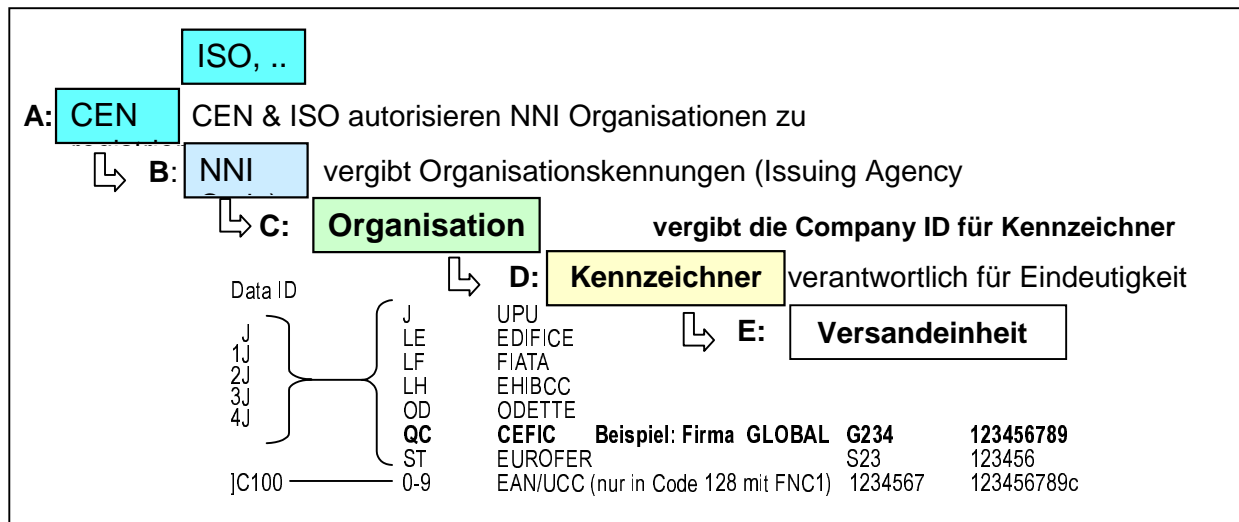 ISO, ..
A: CEN CEN & ISO autorisieren NNI Organisationen zu
B: NNI vergibt Organisationskennungen (Issuing Agency
C: Organisation vergibt die Company ID für Kennzeichner
D: Kennzeichner verantwortlich für Eindeutigkeit
E: Versandeinheit
Data ID
J
1J
2J
3J
4J
J UPU
LE EDIFICE
LF FIATA
LH EHIBCC
OD ODETTE
QC CEFIC Beispiel: Firma GLOBAL G234 123456789
ST EUROFER S23 123456
]C100 0-9 EAN/UCC (nur in Code 128 mit FNC1) 1234567 123456789c